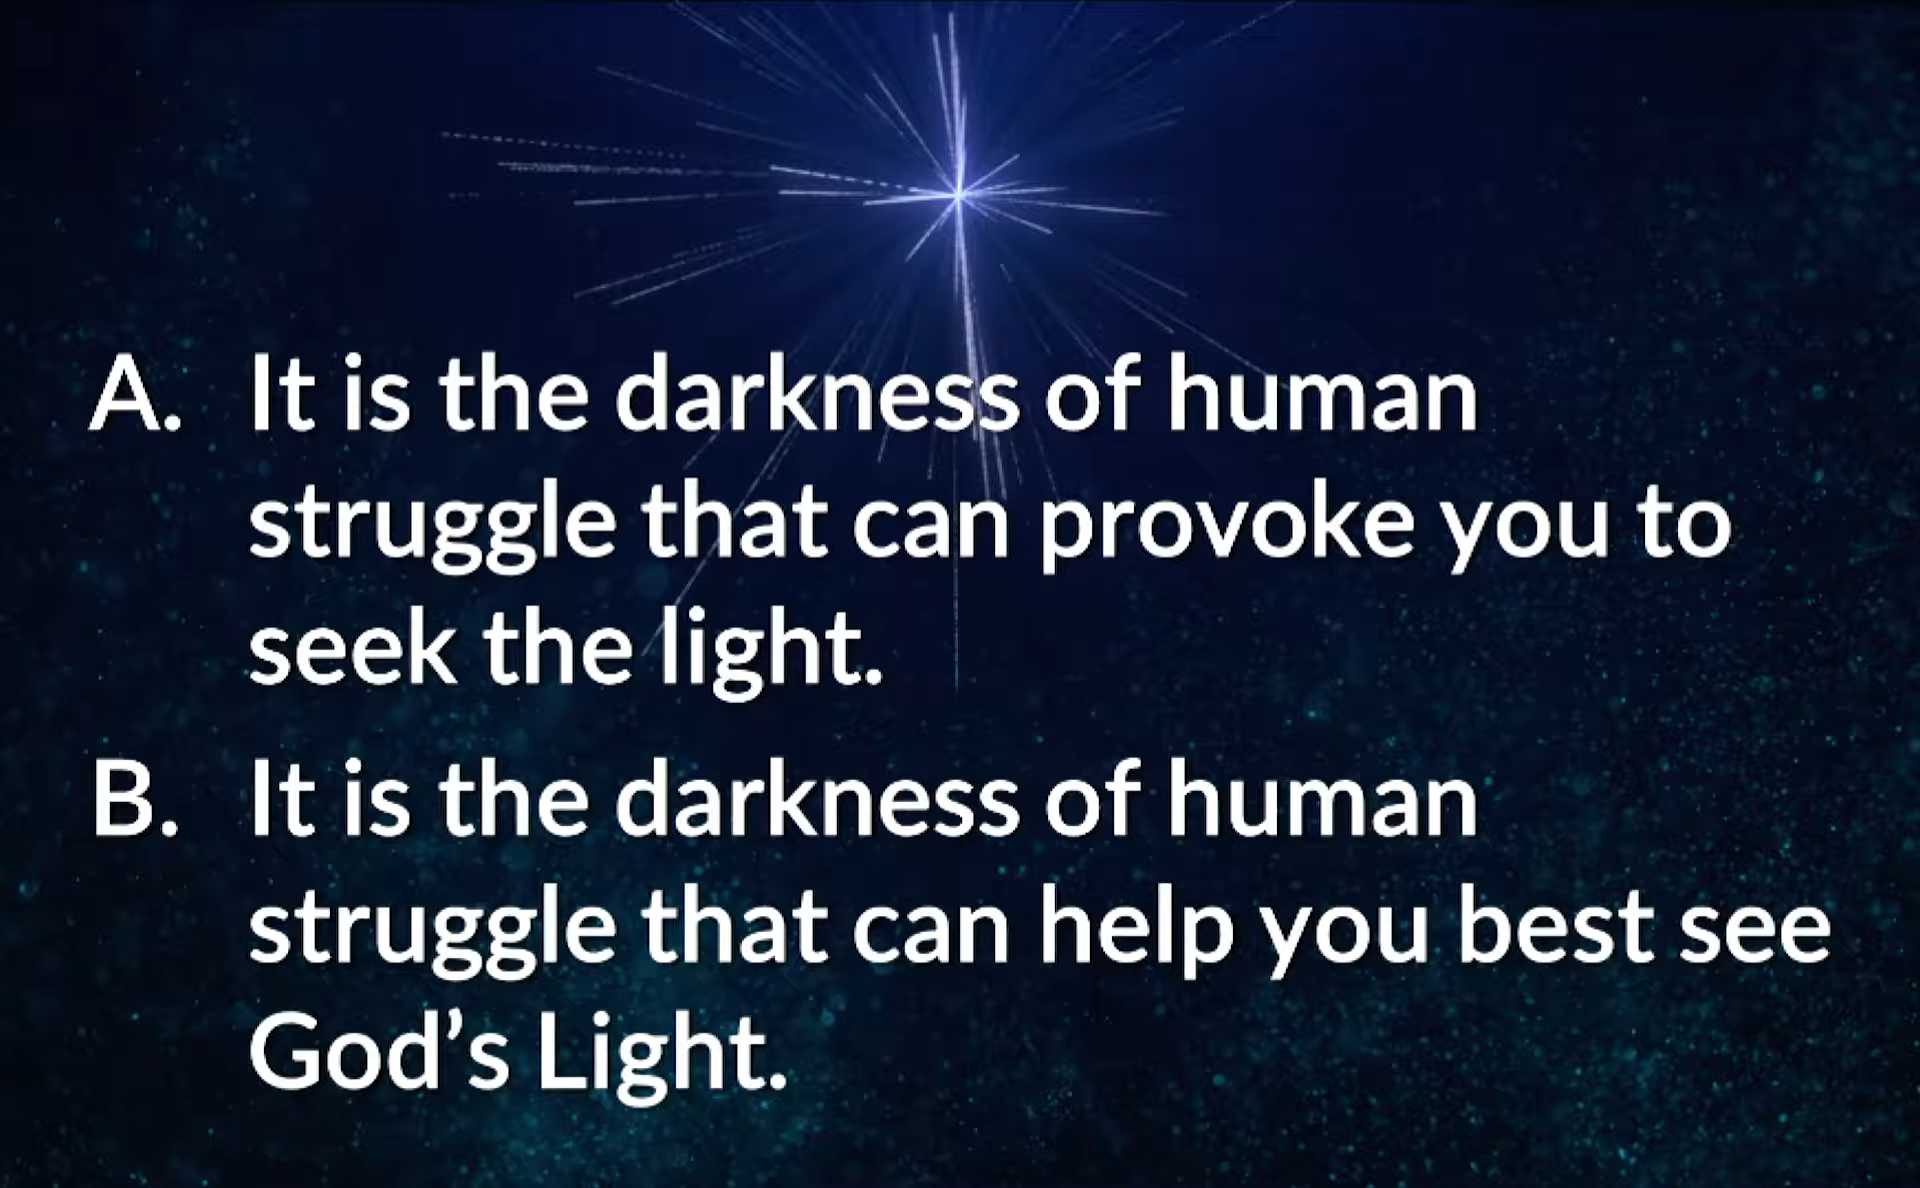 A. It is the darkness of human
struggle that can provoke you to
seek the light.
B. It is the darkness of human
struggle that can help you best see
God’s Light.